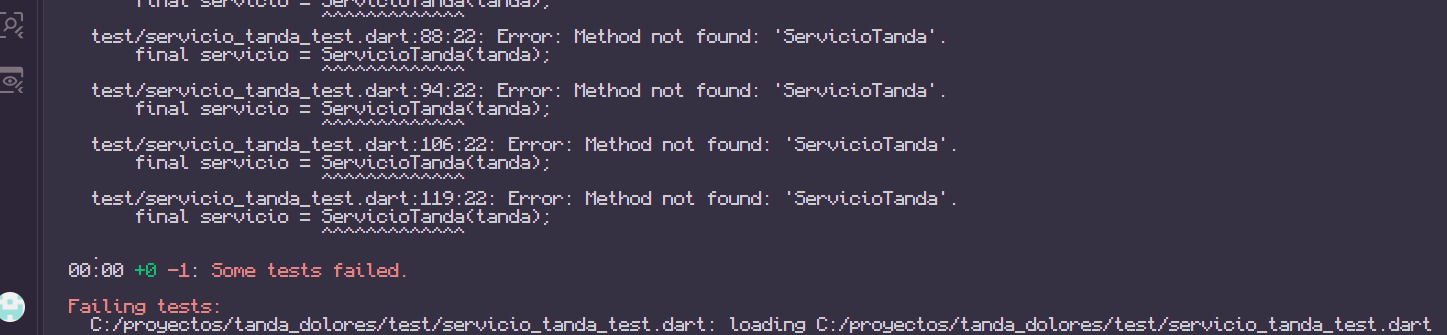 final servicio = ServicioTanda(tanda);
^^^^^^^^^^^^^
test/servicio_tanda_test.dart:88:22: Error: Method not found: 'ServicioTanda'.
final servicio = ServicioTanda(tanda);
^^^^^^^^^^^^^
test/servicio_tanda_test.dart:94:22: Error: Method not found: 'ServicioTanda'.
final servicio = ServicioTanda(tanda);
^^^^^^^^^^^^^
test/servicio_tanda_test.dart:106:22: Error: Method not found: 'ServicioTanda'.
final servicio = ServicioTanda(tanda);
^^^^^^^^^^^^^
test/servicio_tanda_test.dart:119:22: Error: Method not found: 'ServicioTanda'.
final servicio = ServicioTanda(tanda);
^^^^^^^^^^^^^
.
00:00 +0 -1: Some tests failed.
Failing tests:
C:/proyectos/tanda_dolores/test/servicio_tanda_test.dart: loading C:/proyectos/tanda_dolores/test/servicio_tanda_test.dart